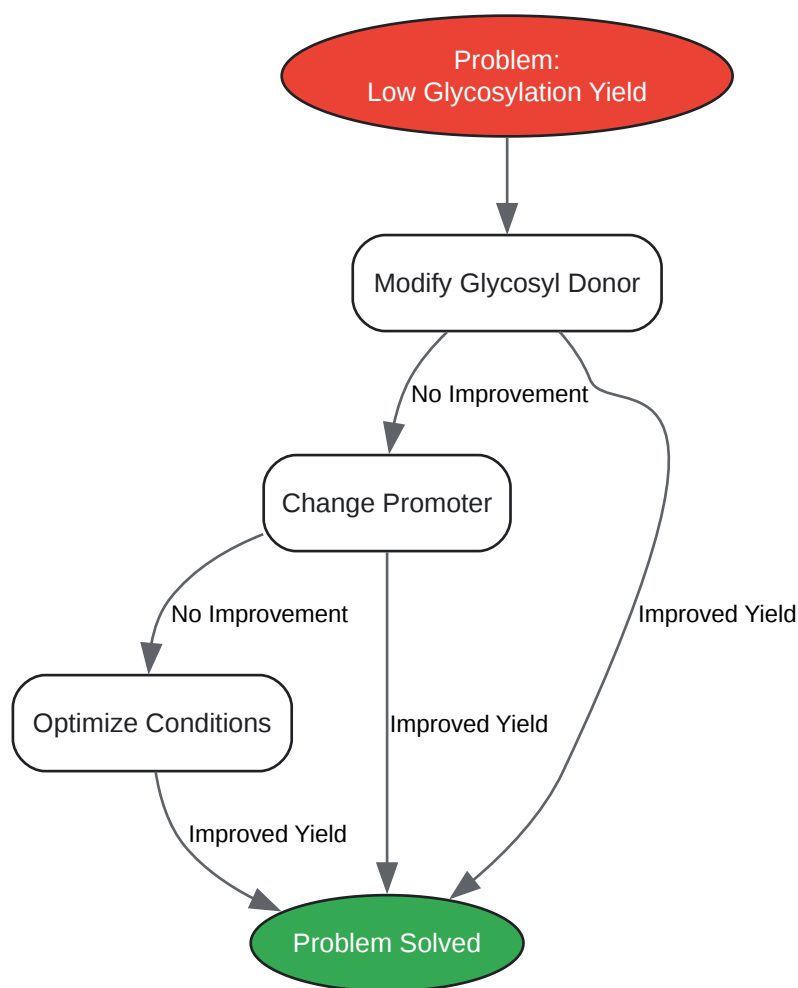 Problem:
Low Glycosylation Yield
Modify Glycosyl Donor
No Improvement
Change Promoter
No Improvement
Improved Yield
Optimize Conditions
Improved Yield
Improved Yield
Problem Solved